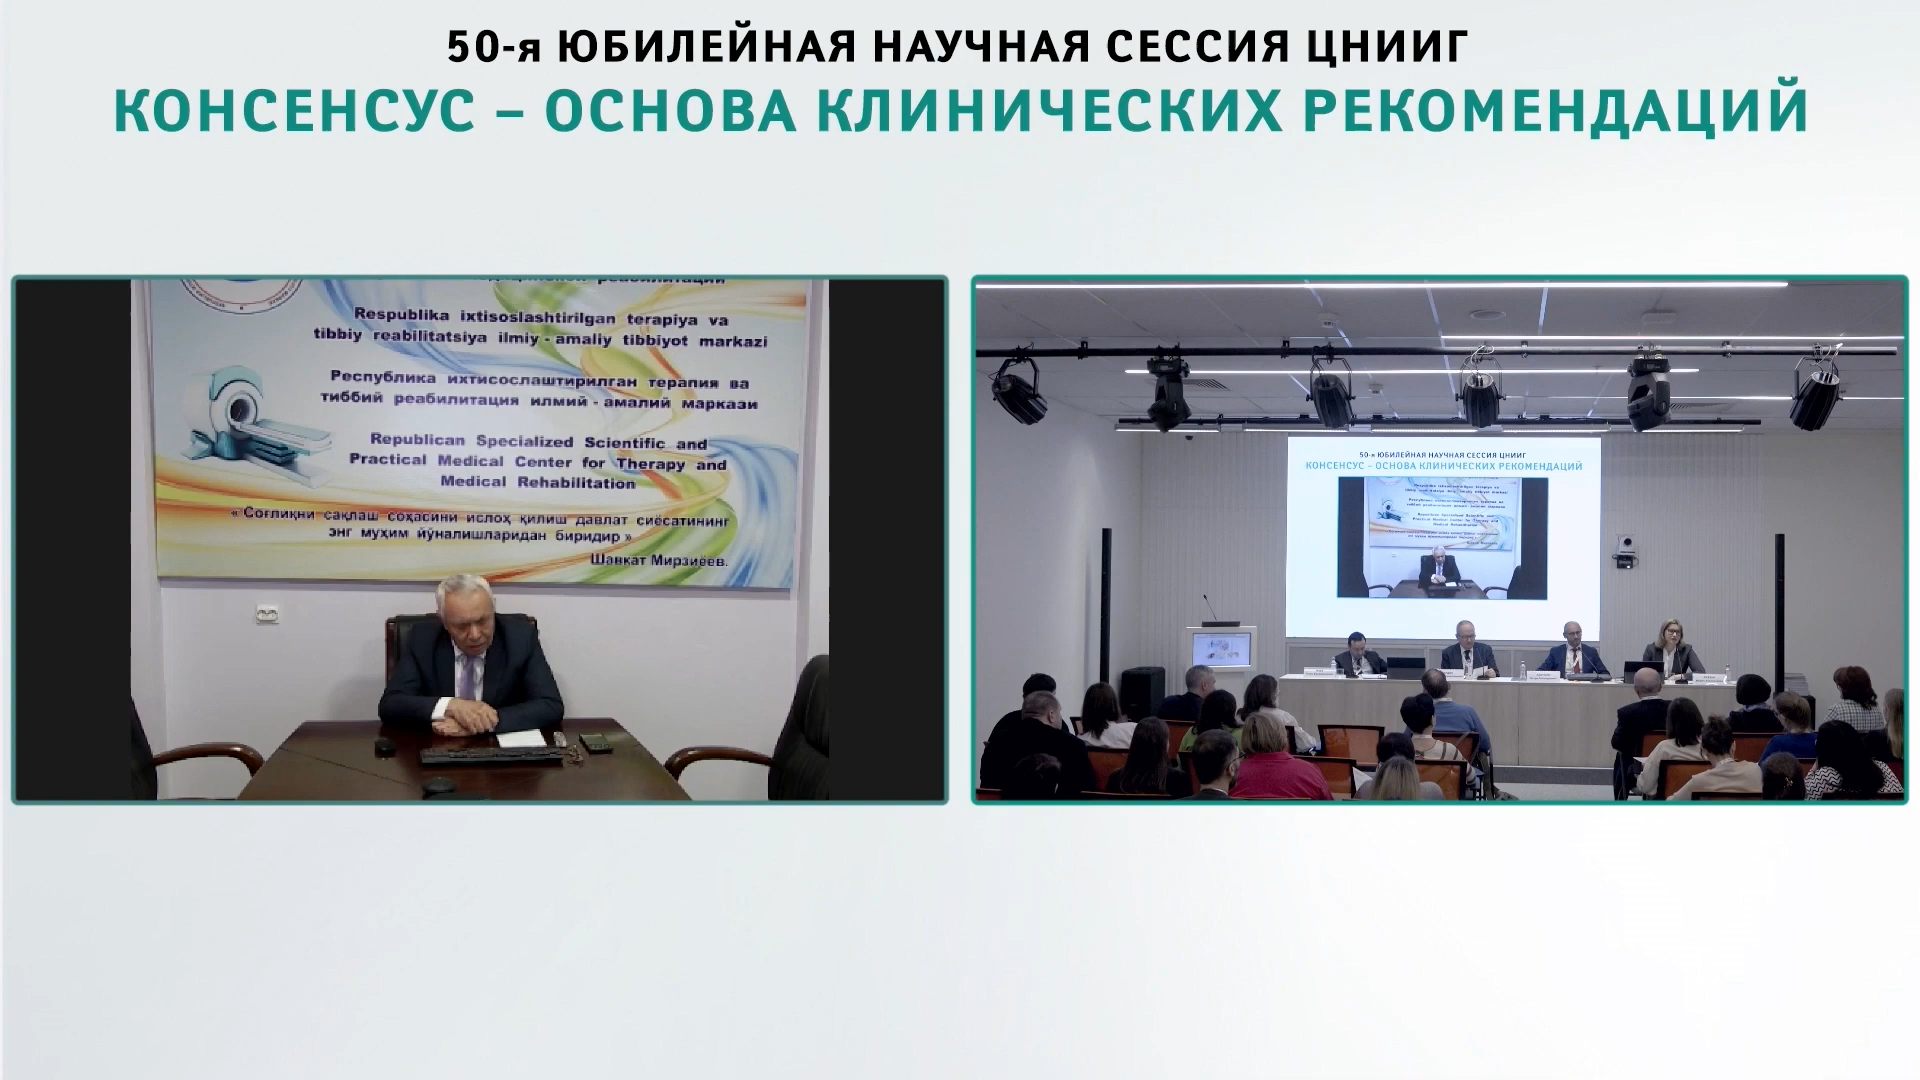 50-я ЮБИЛЕЙНАЯ НАУЧНАЯ СЕССИЯ ЦНИИГ
КОНСЕНСУС – ОСНОВА КЛИНИЧЕСКИХ РЕКОМЕНДАЦИЙ
реабилитации
Respublika ixtisoslashtirilgan terapiya va
tibbiy reabilitatsiya ilmiy - amaliy tibbiyot markazi
Республика ихтисослаштирилган терапия ва
тиббий реабилитация илмий - амалий маркази
Republican Specialized Scientific and
Practical Medical Center for Therapy and
Medical Rehabilitation
« Соғлиқни сақлаш соҳасини ислоҳ қилиш давлат сиёсатининг
энг муҳим йўналишларидан биридир »
Шавкат Мирзиёев.
50-я ЮБИЛЕЙНАЯ НАУЧНАЯ СЕССИЯ ЦНИИГ
КОНСЕНСУС – ОСНОВА КЛИНИЧЕСКИХ РЕКОМЕНДАЦИЙ